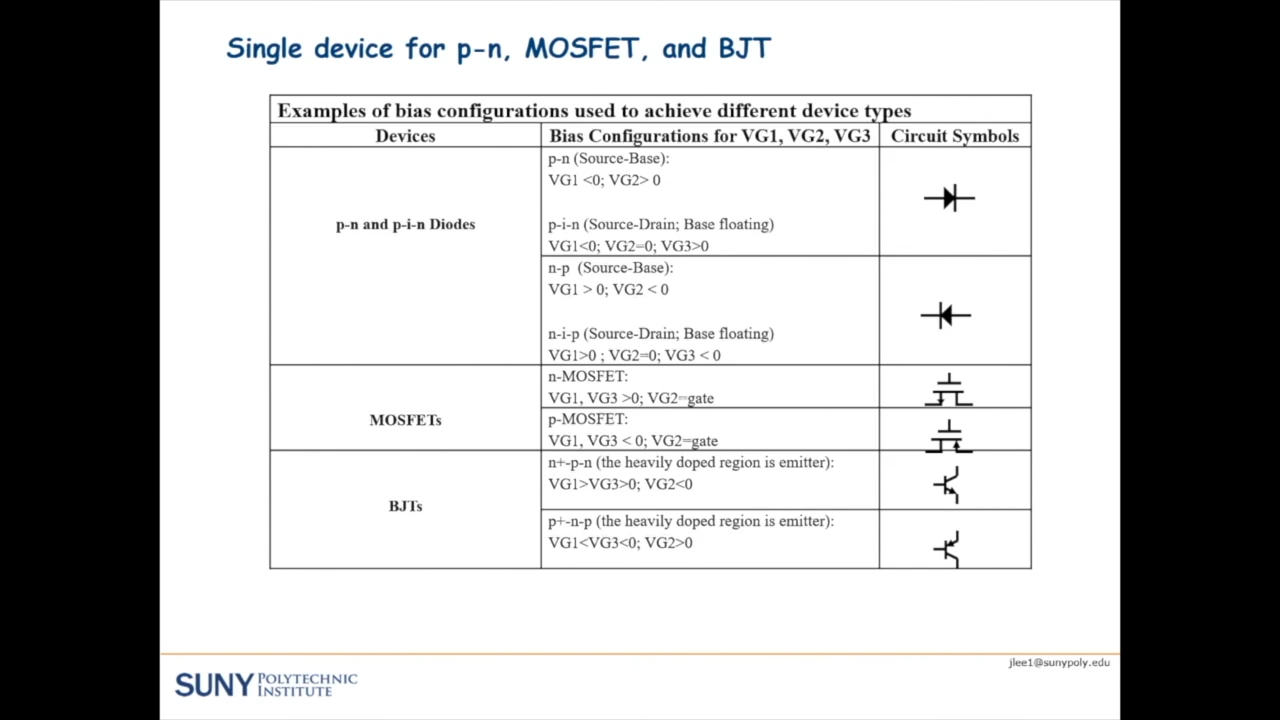 Single device for p-n, MOSFET, and BJT
Examples of bias configurations used to achieve different device types
Devices
Bias Configurations for VG1, VG2, VG3
Circuit Symbols
p-n and p-i-n Diodes
p-n (Source-Base):
VG1 <0; VG2> 0
p-i-n (Source-Drain; Base floating)
VG1<0; VG2=0; VG3>0
n-p (Source-Base):
VG1 > 0; VG2 < 0
n-i-p (Source-Drain; Base floating)
VG1>0 ; VG2=0; VG3 < 0
MOSFETs
n-MOSFET:
VG1, VG3 >0; VG2=gate
p-MOSFET:
VG1, VG3 < 0; VG2=gate
BJTs
n+-p-n (the heavily doped region is emitter):
VG1>VG3>0; VG2<0
p+-n-p (the heavily doped region is emitter):
VG1<VG3<0; VG2>0
jlee1@sunypoly.edu
SUNY POLYTECHNIC
INSTITUTE